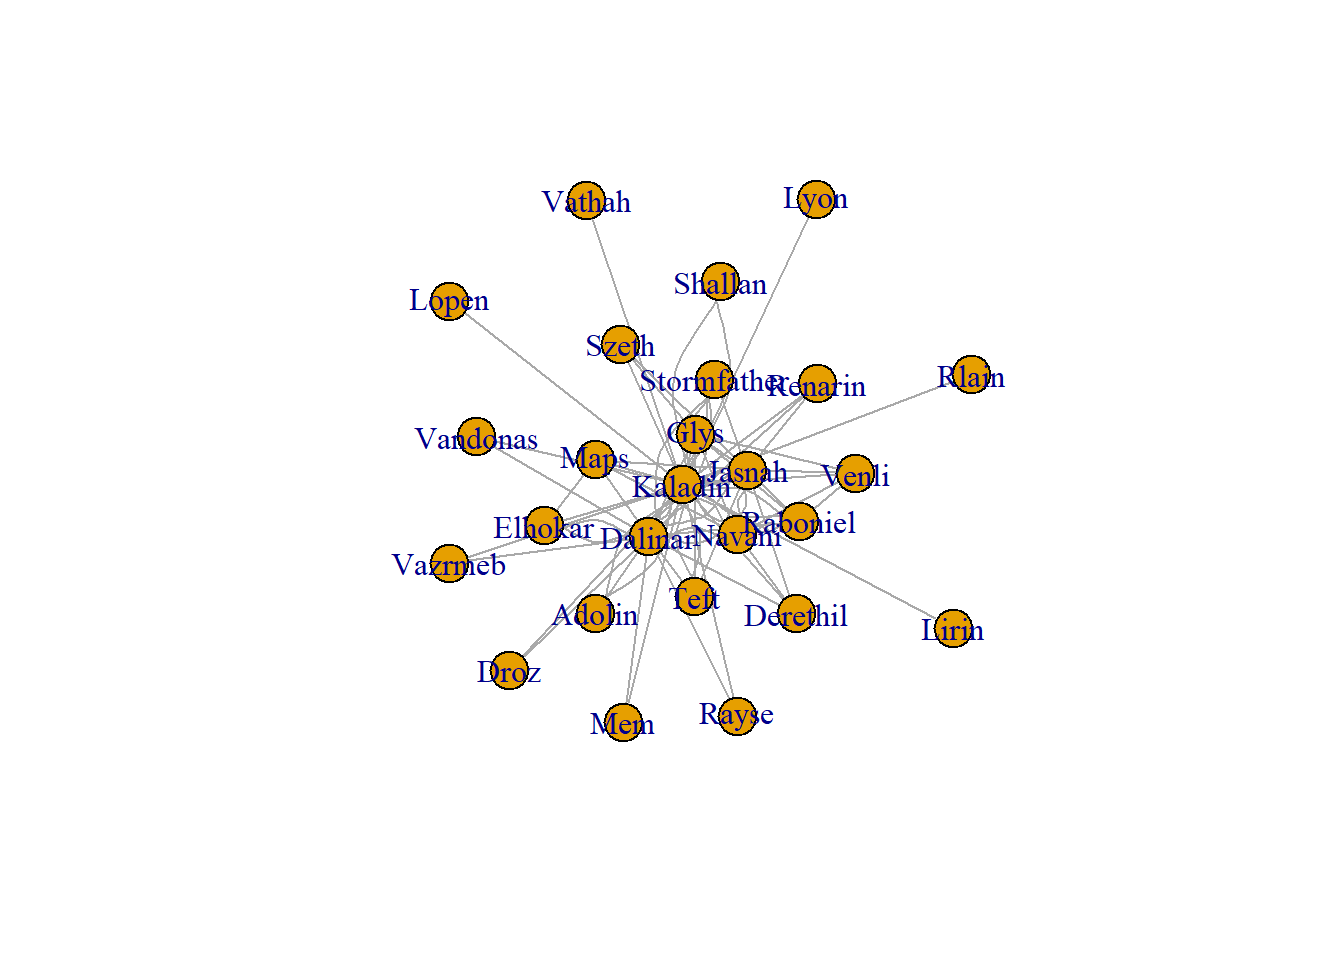 Vathah
Lyon
Shallan
Lopen
Szeth
Stormfather
Renarin
Rlain
Glys
Vandonas
Maps
Jasnah
Venli
Kaladin
Elhokar
Dalinar
Navani
Raboniel
Vazrmeb
Adolin
Teft
Derethil
Lirin
Droz
Mem
Rayse